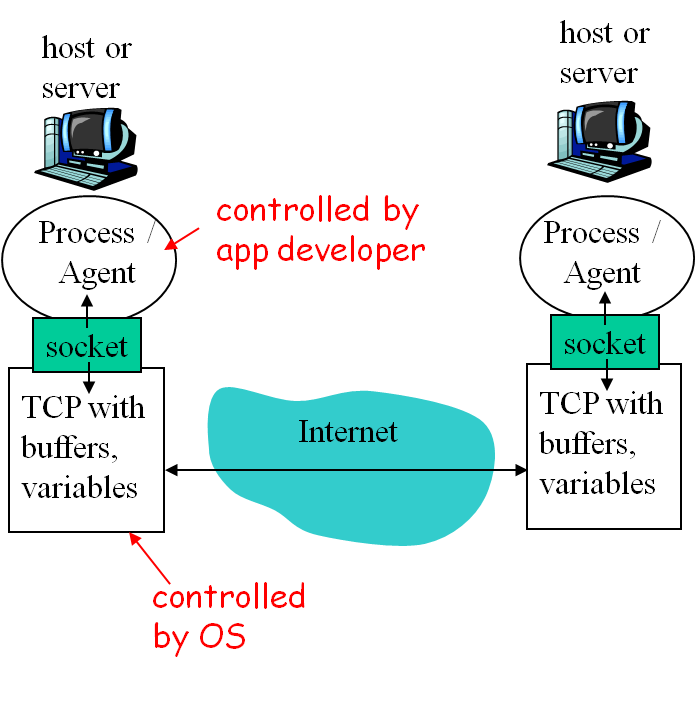 host or
server
host or
server
controlled by
app developer
Process /
Agent
Process /
Agent
socket
socket
TCP with
buffers,
variables
Internet
TCP with
buffers,
variables
controlled
by OS